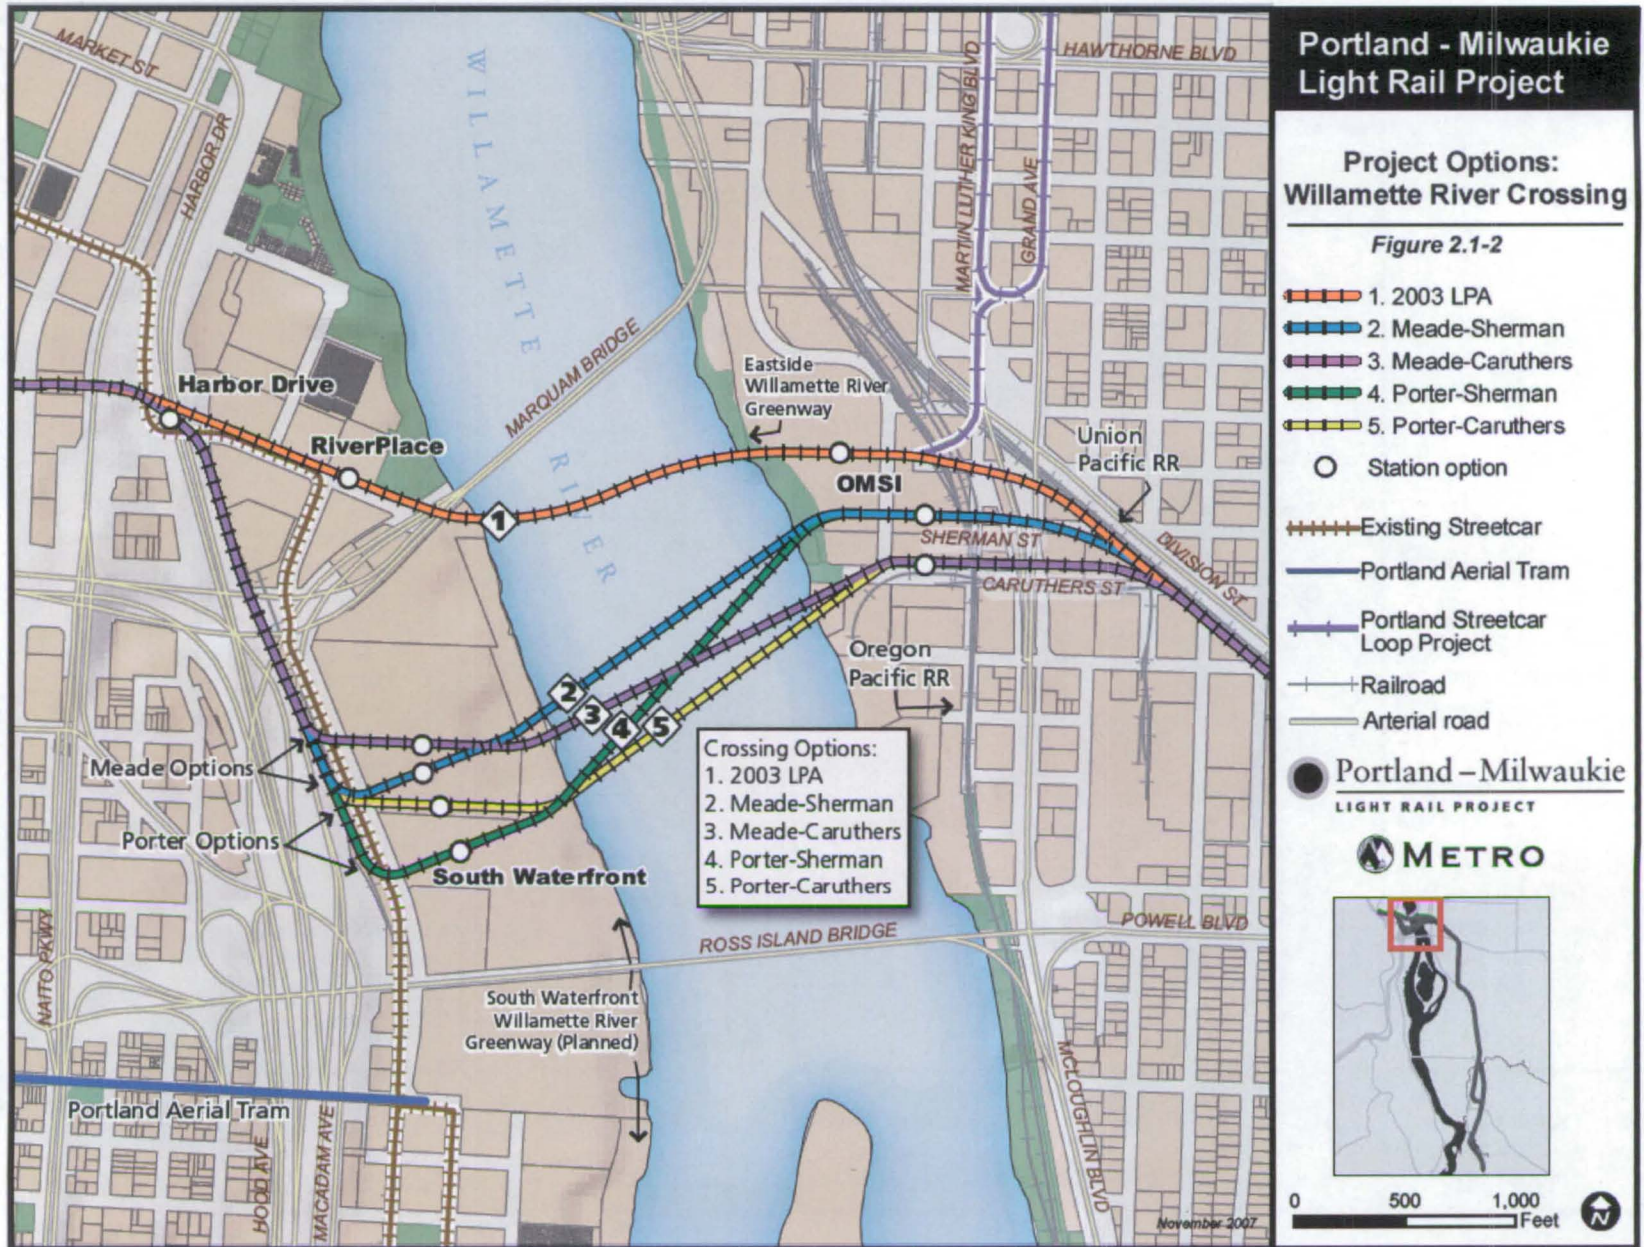 Portland - Milwaukie
Light Rail Project
Project Options:
Willamette River Crossing
Figure 2.1-2
1. 2003 LPA
2. Meade-Sherman
3. Meade-Caruthers
4. Porter-Sherman
5. Porter-Caruthers
Station option
Existing Streetcar
Portland Aerial Tram
Portland Streetcar
Loop Project
Railroad
Arterial road
Portland–Milwaukie
LIGHT RAIL PROJECT
METRO
0 500 1,000
Feet
N
MARKET ST
HARBOR DR
WILLAMETTE RIVER
MARTIN LUTHER KING BLVD
GRAND AVE
HAWTHORNE BLVD
MARQUAM BRIDGE
Harbor Drive
RiverPlace
Eastside
Willamette River
Greenway
OMSI
Union
Pacific RR
SHERMAN ST
CARUTHERS ST
DIVISION ST
Oregon
Pacific RR
1
2
3
4
5
Meade Options
Porter Options
South Waterfront
Crossing Options:
1. 2003 LPA
2. Meade-Sherman
3. Meade-Caruthers
4. Porter-Sherman
5. Porter-Caruthers
ROSS ISLAND BRIDGE
POWELL BLVD
NAITO PKWY
South Waterfront
Willamette River
Greenway (Planned)
Portland Aerial Tram
HOOD AVE
MACADAM AVE
MCLOUGHLIN BLVD
November 2007